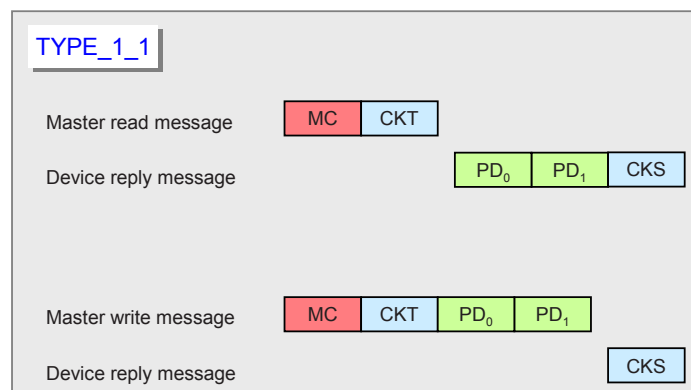 TYPE_1_1
Master read message MC CKT
Device reply message PD₀ PD₁ CKS
Master write message MC CKT PD₀ PD₁
Device reply message CKS